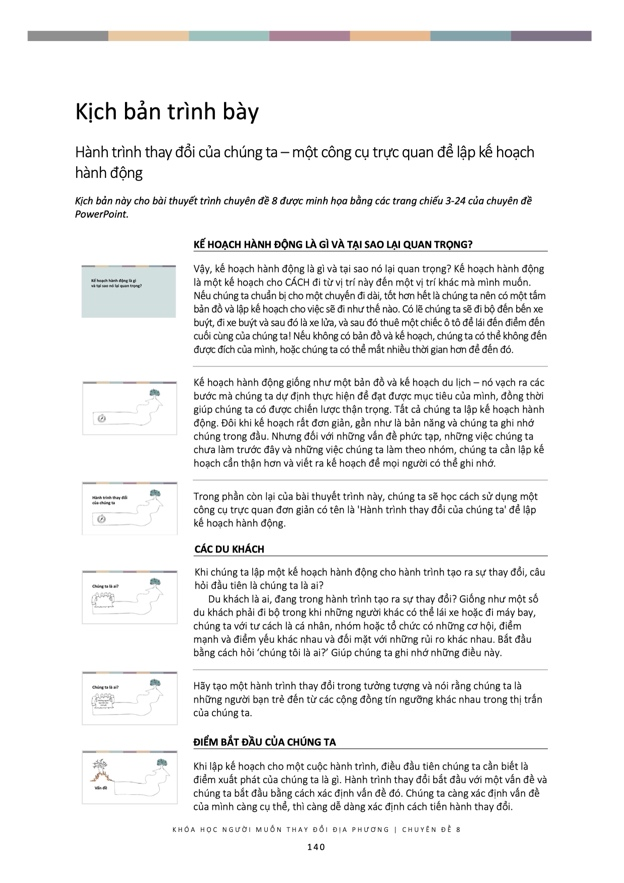 Kịch bản trình bày
Hành trình thay đổi của chúng ta – một công cụ trực quan để lập kế hoạch
hành động
Kịch bản này cho bài thuyết trình chuyên đề 8 được minh họa bằng các trang chiếu 3-24 của chuyên đề
PowerPoint.
KẾ HOẠCH HÀNH ĐỘNG LÀ GÌ VÀ TẠI SAO LẠI QUAN TRỌNG?
Kế hoạch hành động là gì
và tại sao nó lại quan trọng?
Vậy, kế hoạch hành động là gì và tại sao nó lại quan trọng? Kế hoạch hành động
là một kế hoạch cho CÁCH đi từ vị trí này đến một vị trí khác mà mình muốn.
Nếu chúng ta chuẩn bị cho một chuyến đi dài, tốt hơn hết là chúng ta nên có một tấm
bản đồ và lập kế hoạch cho việc sẽ đi như thế nào. Có lẽ chúng ta sẽ đi bộ đến bến xe
buýt, đi xe buýt và sau đó là xe lửa, và sau đó thuê một chiếc ô tô để lái đến điểm đến
cuối cùng của chúng ta! Nếu không có bản đồ và kế hoạch, chúng ta có thể không đến
được đích của mình, hoặc chúng ta có thể mất nhiều thời gian hơn để đến đó.
Kế hoạch hành động giống như một bản đồ và kế hoạch du lịch – nó vạch ra các
bước mà chúng ta dự định thực hiện để đạt được mục tiêu của mình, đồng thời
giúp chúng ta có được chiến lược thận trọng. Tất cả chúng ta lập kế hoạch hành
động. Đôi khi kế hoạch rất đơn giản, gần như là bản năng và chúng ta ghi nhớ
chúng trong đầu. Nhưng đối với những vấn đề phức tạp, những việc chúng ta
chưa làm trước đây và những việc chúng ta làm theo nhóm, chúng ta cần lập kế
hoạch cẩn thận hơn và viết ra kế hoạch để mọi người có thể ghi nhớ.
Hành trình thay đổi
của chúng ta
Trong phần còn lại của bài thuyết trình này, chúng ta sẽ học cách sử dụng một
công cụ trực quan đơn giản có tên là 'Hành trình thay đổi của chúng ta' để lập
kế hoạch hành động.
CÁC DU KHÁCH
Chúng ta là ai?
Khi chúng ta lập một kế hoạch hành động cho hành trình tạo ra sự thay đổi, câu
hỏi đầu tiên là chúng ta là ai?
Du khách là ai, đang trong hành trình tạo ra sự thay đổi? Giống như một số
du khách phải đi bộ trong khi những người khác có thể lái xe hoặc đi máy bay,
chúng ta với tư cách là cá nhân, nhóm hoặc tổ chức có những cơ hội, điểm
mạnh và điểm yếu khác nhau và đối mặt với những rủi ro khác nhau. Bắt đầu
bằng cách hỏi ‘chúng tôi là ai?’ Giúp chúng ta ghi nhớ những điều này.
Chúng ta là ai?
Hãy tạo một hành trình thay đổi trong tưởng tượng và nói rằng chúng ta là
những người bạn trẻ đến từ các cộng đồng tín ngưỡng khác nhau trong thị trấn
của chúng ta.
ĐIỂM BẮT ĐẦU CỦA CHÚNG TA
Vấn đề
Khi lập kế hoạch cho một cuộc hành trình, điều đầu tiên chúng ta cần biết là
điểm xuất phát của chúng ta là gì. Hành trình thay đổi bắt đầu với một vấn đề và
chúng ta bắt đầu bằng cách xác định vấn đề đó. Chúng ta càng xác định vấn đề
của mình càng cụ thể, thì càng dễ dàng xác định cách tiến hành thay đổi.
KHÓA HỌC NGƯỜI MUỐN THAY ĐỔI ĐỊA PHƯƠNG | CHUYÊN ĐỀ 8
140